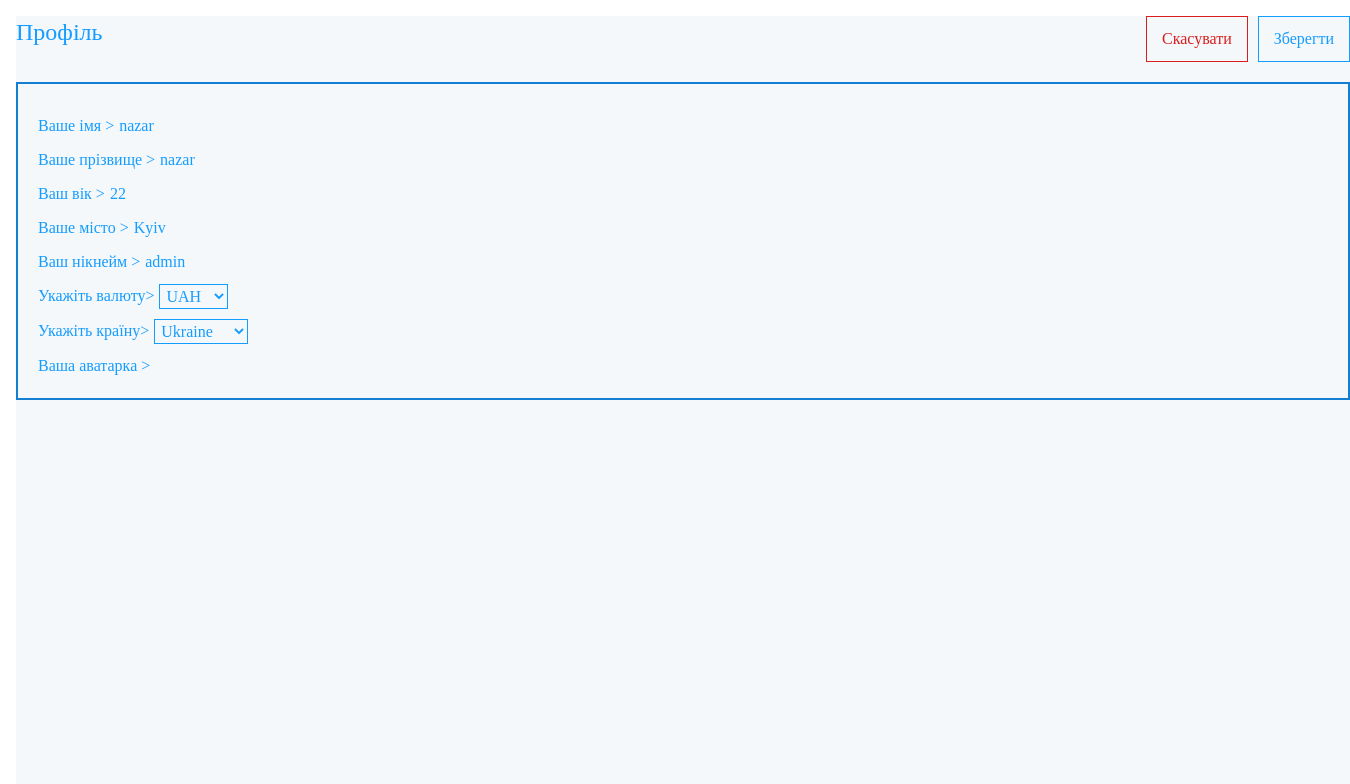 Профіль
Скасувати
Зберегти
Ваше імя > nazar
Ваше прізвище > nazar
Ваш вік > 22
Ваше місто > Kyiv
Ваш нікнейм > admin
Укажіть валюту> UAH
Укажіть країну> Ukraine
Ваша аватарка >